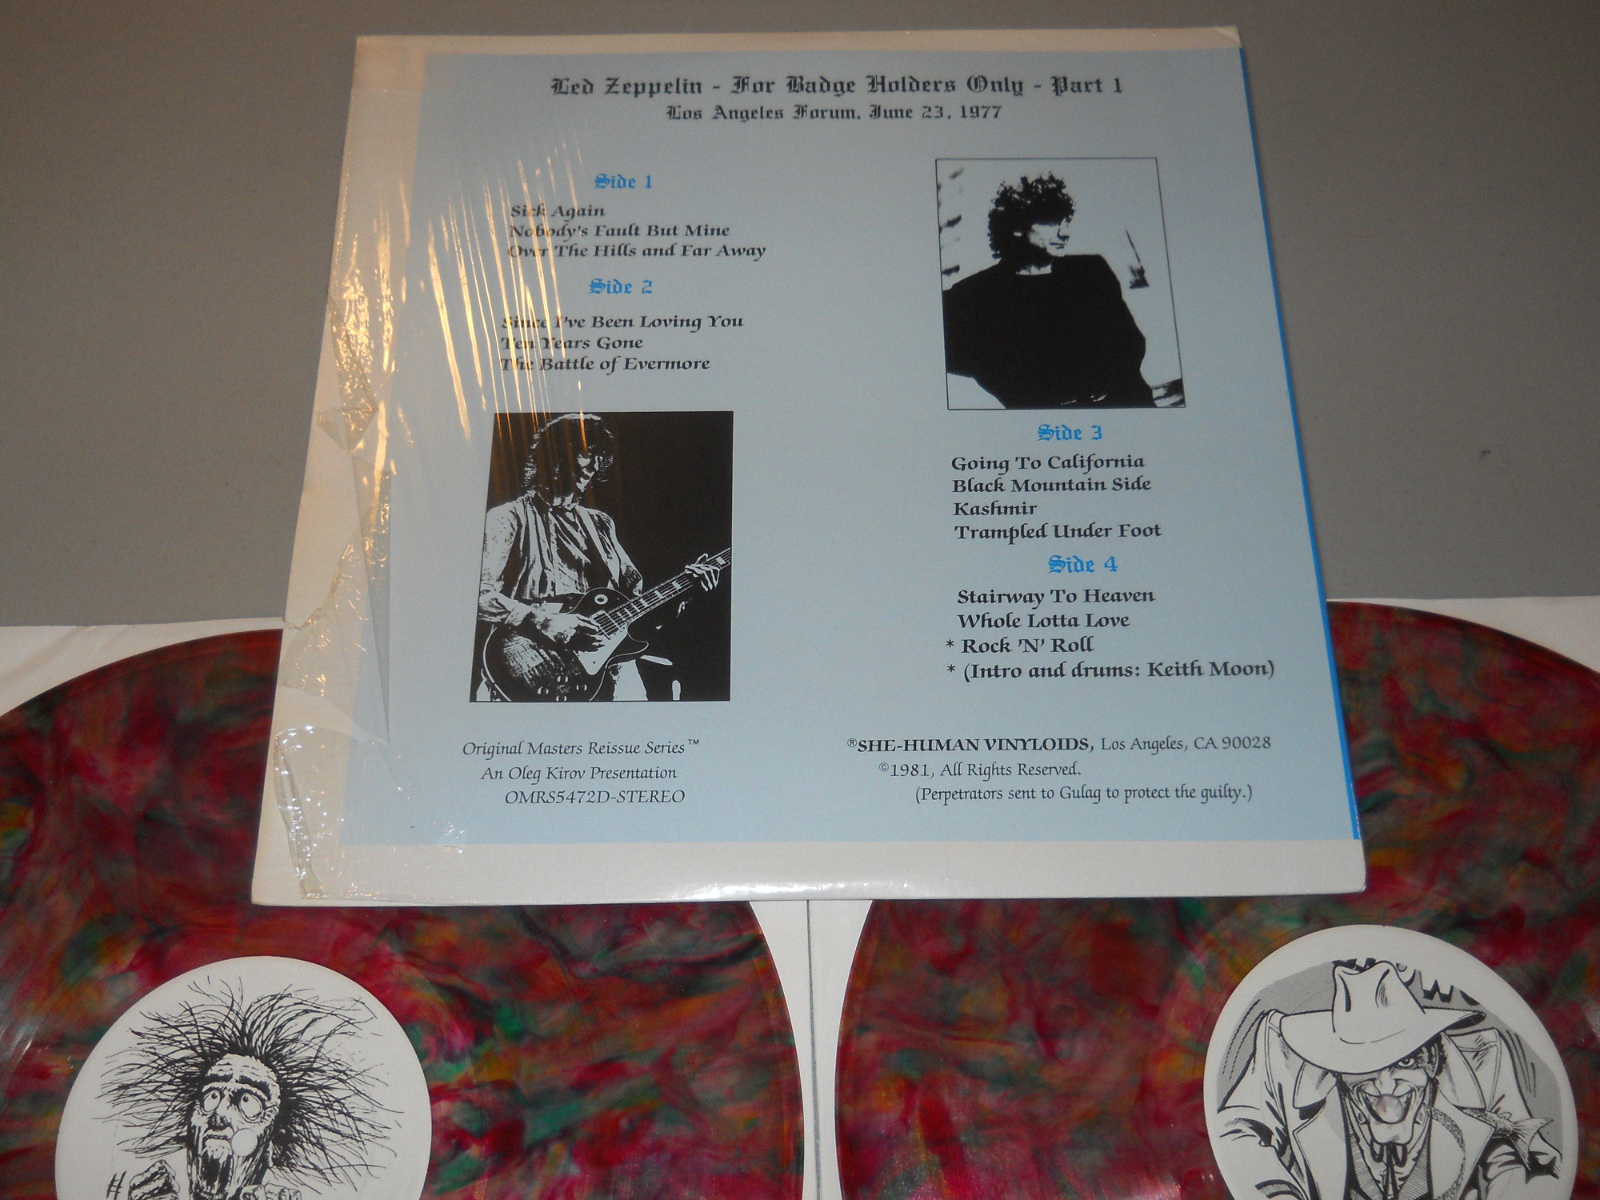 Led Zeppelin - For Badge Holders Only - Part 1
Los Angeles Forum, June 23, 1977
Side 1
Sick Again
Nobody's Fault But Mine
Over The Hills and Far Away
Side 2
Since I've Been Loving You
Ten Years Gone
The Battle of Evermore
Side 3
Going To California
Black Mountain Side
Kashmir
Trampled Under Foot
Side 4
Stairway To Heaven
Whole Lotta Love
* Rock 'N' Roll
* (Intro and drums: Keith Moon)
Original Masters Reissue Series™
An Oleg Kirov Presentation
OMRS5472D-STEREO
®SHE-HUMAN VINYLOIDS, Los Angeles, CA 90028
©1981, All Rights Reserved.
(Perpetrators sent to Gulag to protect the guilty.)